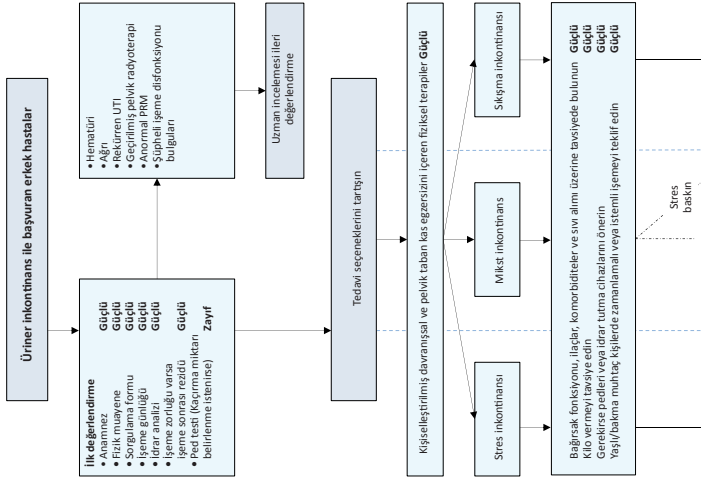 Üriner inkontinans ile başvuran erkek hastalar
İlk değerlendirme
• Anamnez Güçlü
• Fizik muayene Güçlü
• Sorgulama formu Güçlü
• İşeme günlüğü Güçlü
• İdrar analizi Güçlü
• İşeme zorluğu varsa
işeme sonrası rezidü Güçlü
• Ped testi (Kaçırma miktarı
belirlenme istenirse) Zayıf
• Hematüri
• Ağrı
• Rekürren UTI
• Geçirilmiş pelvik radyoterapi
• Anormal PRM
• Şüpheli işeme disfonksiyonu
bulguları
Uzman incelemesi ileri
değerlendirme
Tedavi seçeneklerini tartışın
Kişiselleştirilmiş davranışsal ve pelvik taban kas egzersizini içeren fiziksel terapiler Güçlü
Stres inkontinansı
Mikst inkontinans
Sıkışma inkontinansı
Bağırsak fonksiyonu, ilaçlar, komorbiditeler ve sıvı alımı üzerine tavsiyede bulunun Güçlü
Kilo vermeyi tavsiye edin Güçlü
Gerekirse pedleri veya idrar tutma cihazlarını önerin Güçlü
Yaşlı/bakma muhtaç kişilerde zamanlamalı veya istemli işemeyi teklif edin Güçlü
Stres
baskın